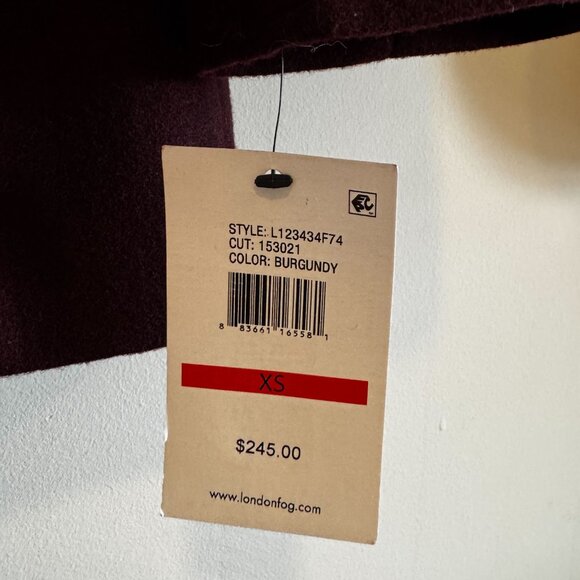 STYLE: L123434F74
CUT: 153021
COLOR: BURGUNDY
8 83661 16558 1
XS
$245.00
www.londonfog.com